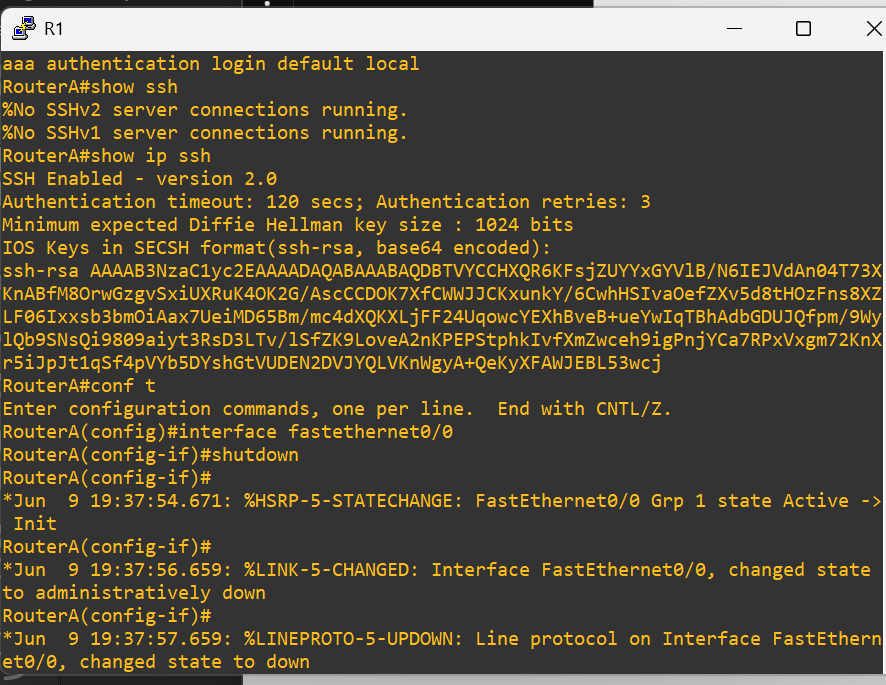 R1
aaa authentication login default local
RouterA#show ssh
%No SSHv2 server connections running.
%No SSHv1 server connections running.
RouterA#show ip ssh
SSH Enabled - version 2.0
Authentication timeout: 120 secs; Authentication retries: 3
Minimum expected Diffie Hellman key size : 1024 bits
IOS Keys in SECSH format(ssh-rsa, base64 encoded):
ssh-rsa AAAAB3NzaC1yc2EAAAADAQABAAABAQDBTVYCCHXQR6KFsjZUYYxGYVlB/N6IEJVdAn04T73X
KnABfM8OrwGzgvSxiUXRuK4OK2G/AscCCDOK7XfCWWJJCKxunkY/6CwhHSIvaOefZXv5d8tHOzFns8XZ
LF06Ixxsb3bmOiAax7UeiMD65Bm/mc4dXQKXLjFF24UqowcYEXhBveB+ueYwIqTBhAdbGDUJQfpm/9Wy
lQb9SNsQi9809aiyt3RsD3LTv/lSfZK9LoveA2nKPEPStphkIvfXmZwceh9igPnjYCa7RPxVxgm72KnX
r5iJpJt1qSf4pVYb5DYshGtVUDEN2DVJYQLVKnWgyA+QeKyXFAWJEBL53wcj
RouterA#conf t
Enter configuration commands, one per line.  End with CNTL/Z.
RouterA(config)#interface fastethernet0/0
RouterA(config-if)#shutdown
RouterA(config-if)#
*Jun  9 19:37:54.671: %HSRP-5-STATECHANGE: FastEthernet0/0 Grp 1 state Active ->
 Init
RouterA(config-if)#
*Jun  9 19:37:56.659: %LINK-5-CHANGED: Interface FastEthernet0/0, changed state
to administratively down
RouterA(config-if)#
*Jun  9 19:37:57.659: %LINEPROTO-5-UPDOWN: Line protocol on Interface FastEthern
et0/0, changed state to down